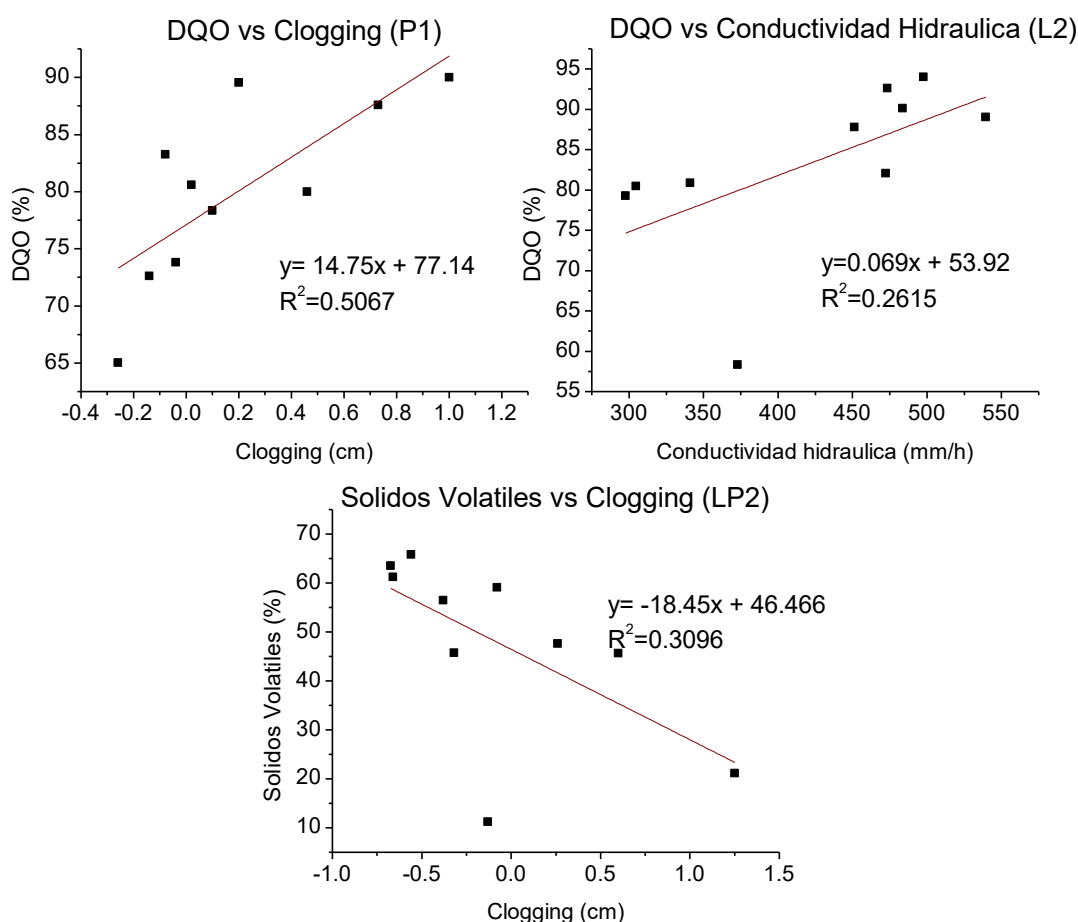 DQO vs Clogging (P1)
90
85
80
75
70
65
DQO (%)
y= 14.75x + 77.14
R²=0.5067
-0.4 -0.2 0.0 0.2 0.4 0.6 0.8 1.0 1.2
Clogging (cm)
DQO vs Conductividad Hidraulica (L2)
95
90
85
80
75
70
65
60
55
DQO (%)
y=0.069x + 53.92
R²=0.2615
300 350 400 450 500 550
Conductividad hidraulica (mm/h)
Solidos Volatiles vs Clogging (LP2)
70
60
50
40
30
20
10
Solidos Volatiles (%)
y= -18.45x + 46.466
R²=0.3096
-1.0 -0.5 0.0 0.5 1.0 1.5
Clogging (cm)